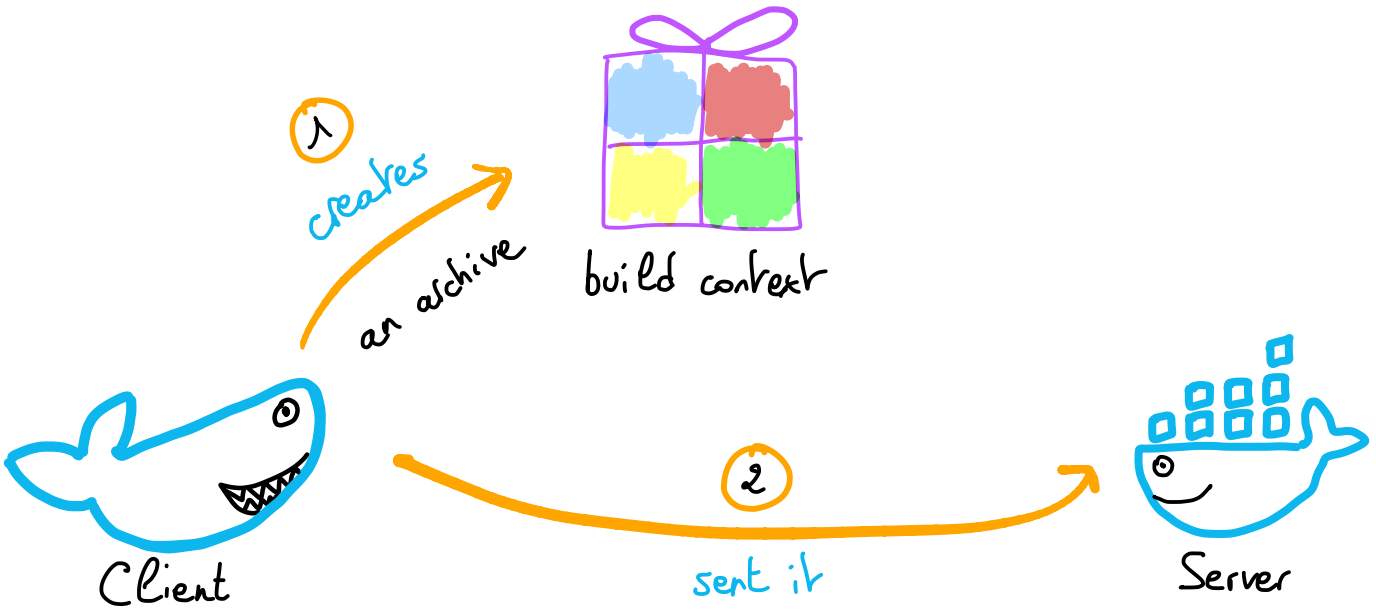 1
creates
an archive
build context
2
sent it
Client
Server